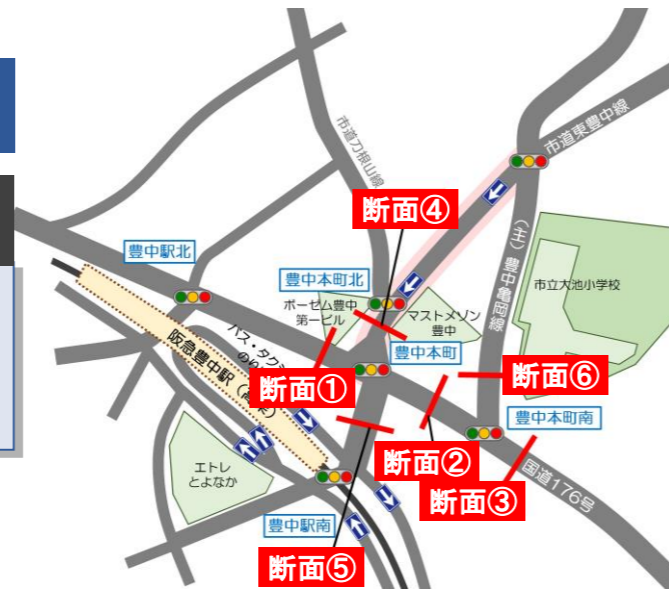 市道刀根山線
市道東豊中線
断面④
豊中駅北
豊中本町北
(主)豊中亀岡線
市立大池小学校
ポーゼム豊中
第一ビル
マストメゾン
豊中
豊中本町
バス・タクシー
のり
阪急豊中駅
断面①
断面⑥
豊中本町南
断面②
エトレ
とよなか
断面③
国道176号
豊中駅南
断面⑤